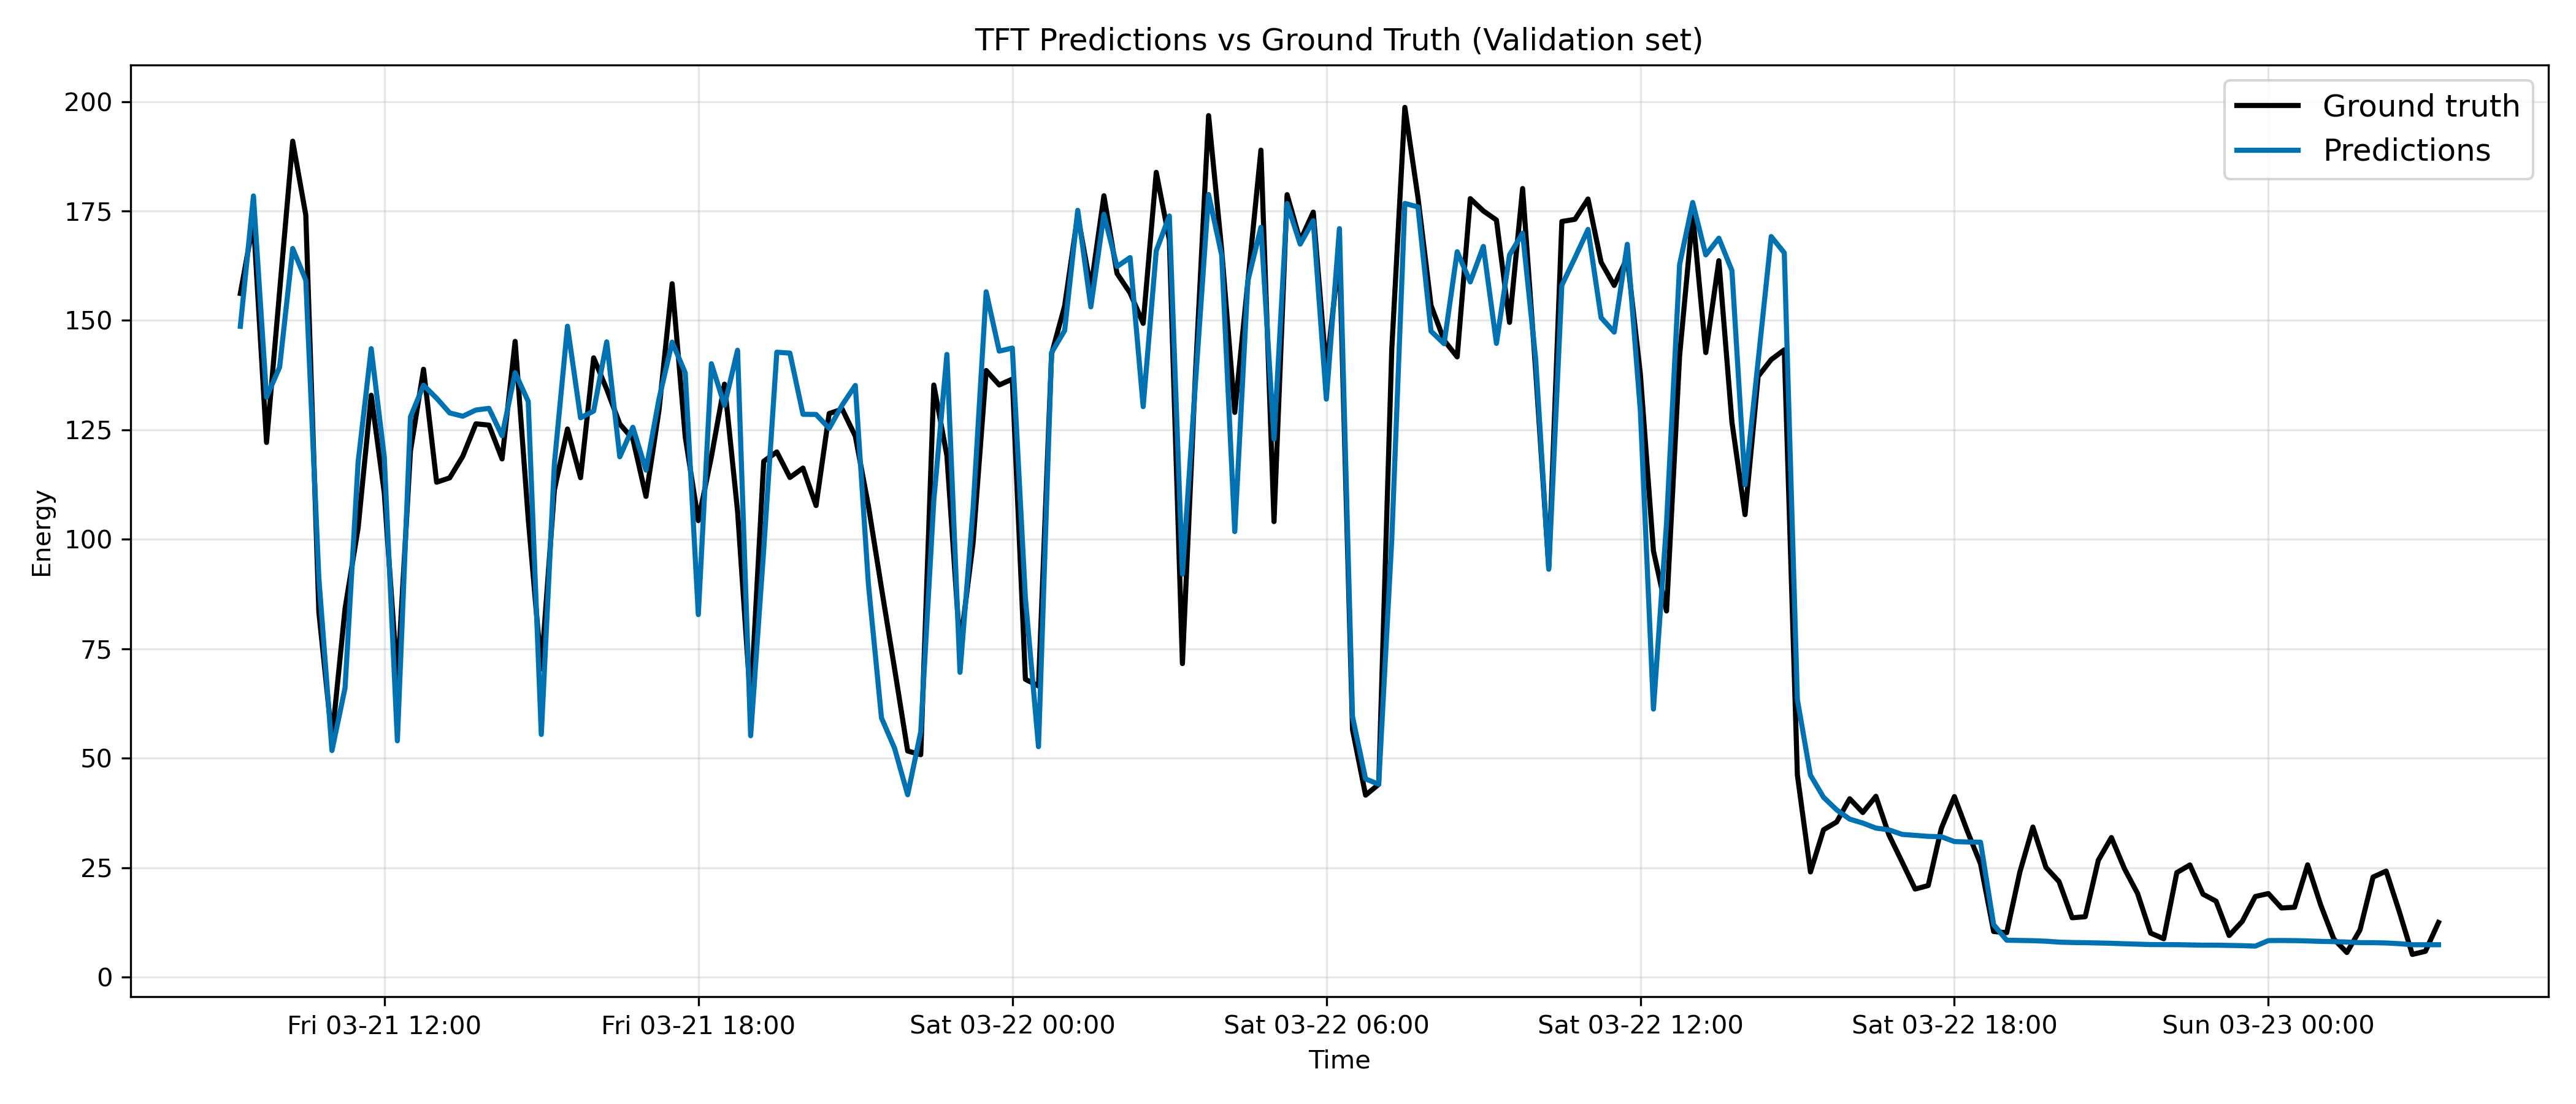 TFT Predictions vs Ground Truth (Validation set)
Ground truth
Predictions
Energy
200
175
150
125
100
75
50
25
0
Fri 03-21 12:00
Fri 03-21 18:00
Sat 03-22 00:00
Sat 03-22 06:00
Sat 03-22 12:00
Sat 03-22 18:00
Sun 03-23 00:00
Time